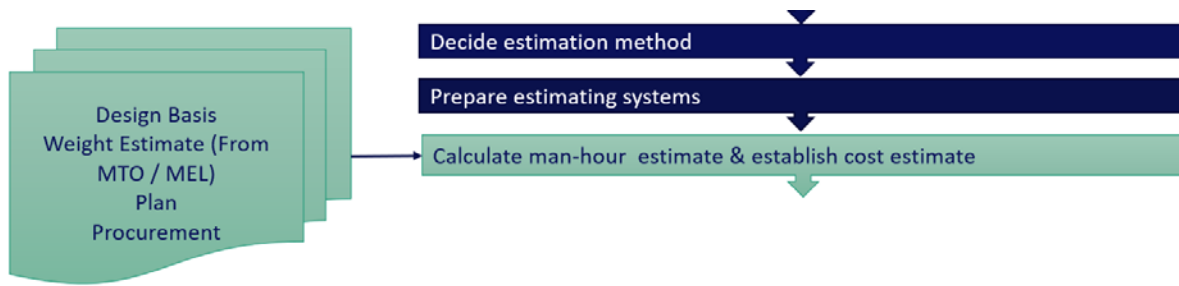 Design Basis
Weight Estimate (From
MTO / MEL)
Plan
Procurement
Decide estimation method
Prepare estimating systems
Calculate man-hour estimate & establish cost estimate